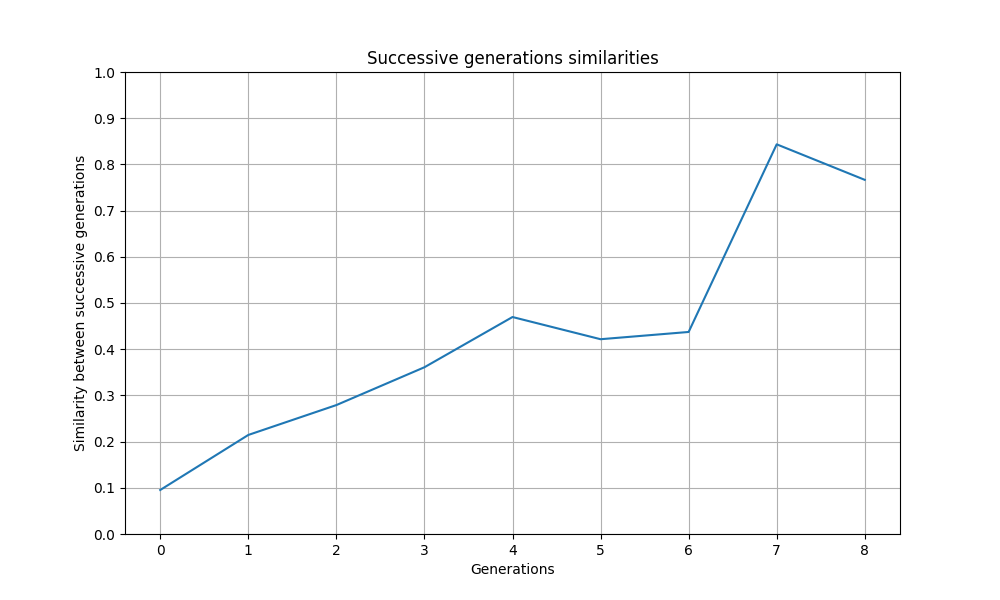 Successive generations similarities
1.0
0.9
0.8
0.7
0.6
0.5
0.4
0.3
0.2
0.1
0.0
Similarity between successive generations
0 1 2 3 4 5 6 7 8
Generations